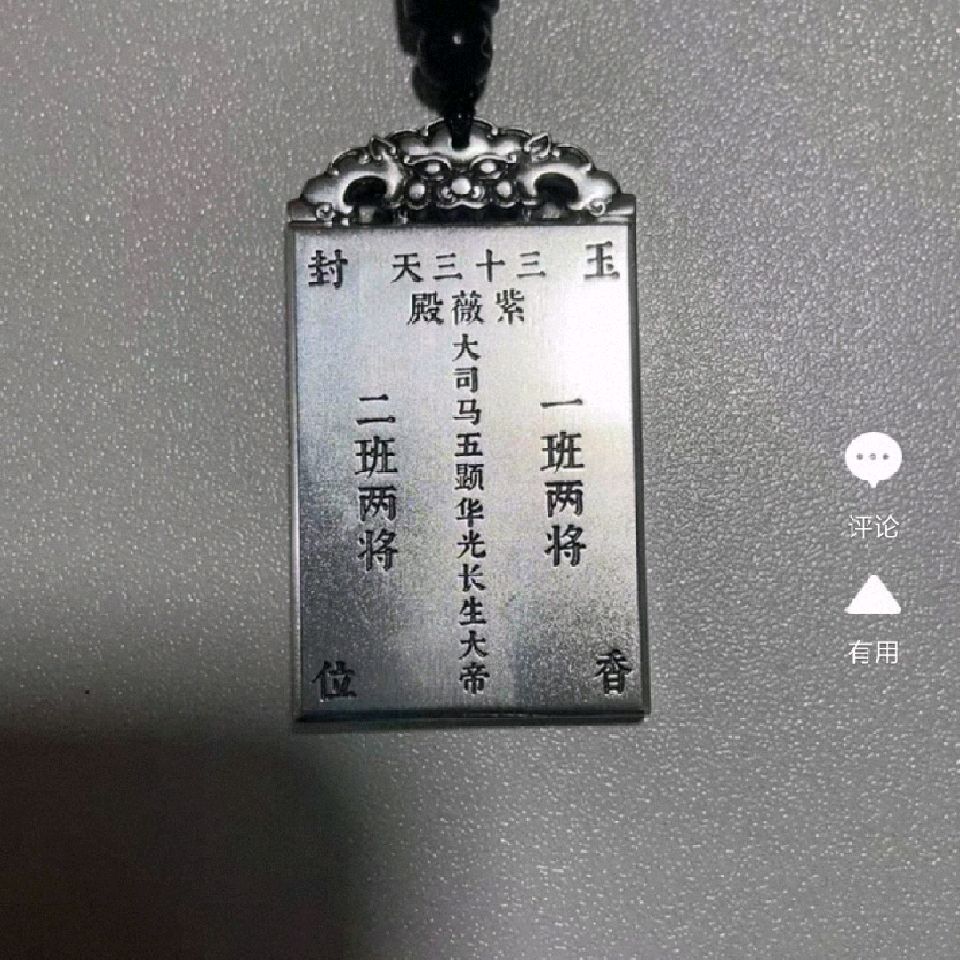 三十三天
紫薇殿
大司马五顕华光长生大帝
一班两将
二班两将
玉
封
香
位
评论
有用